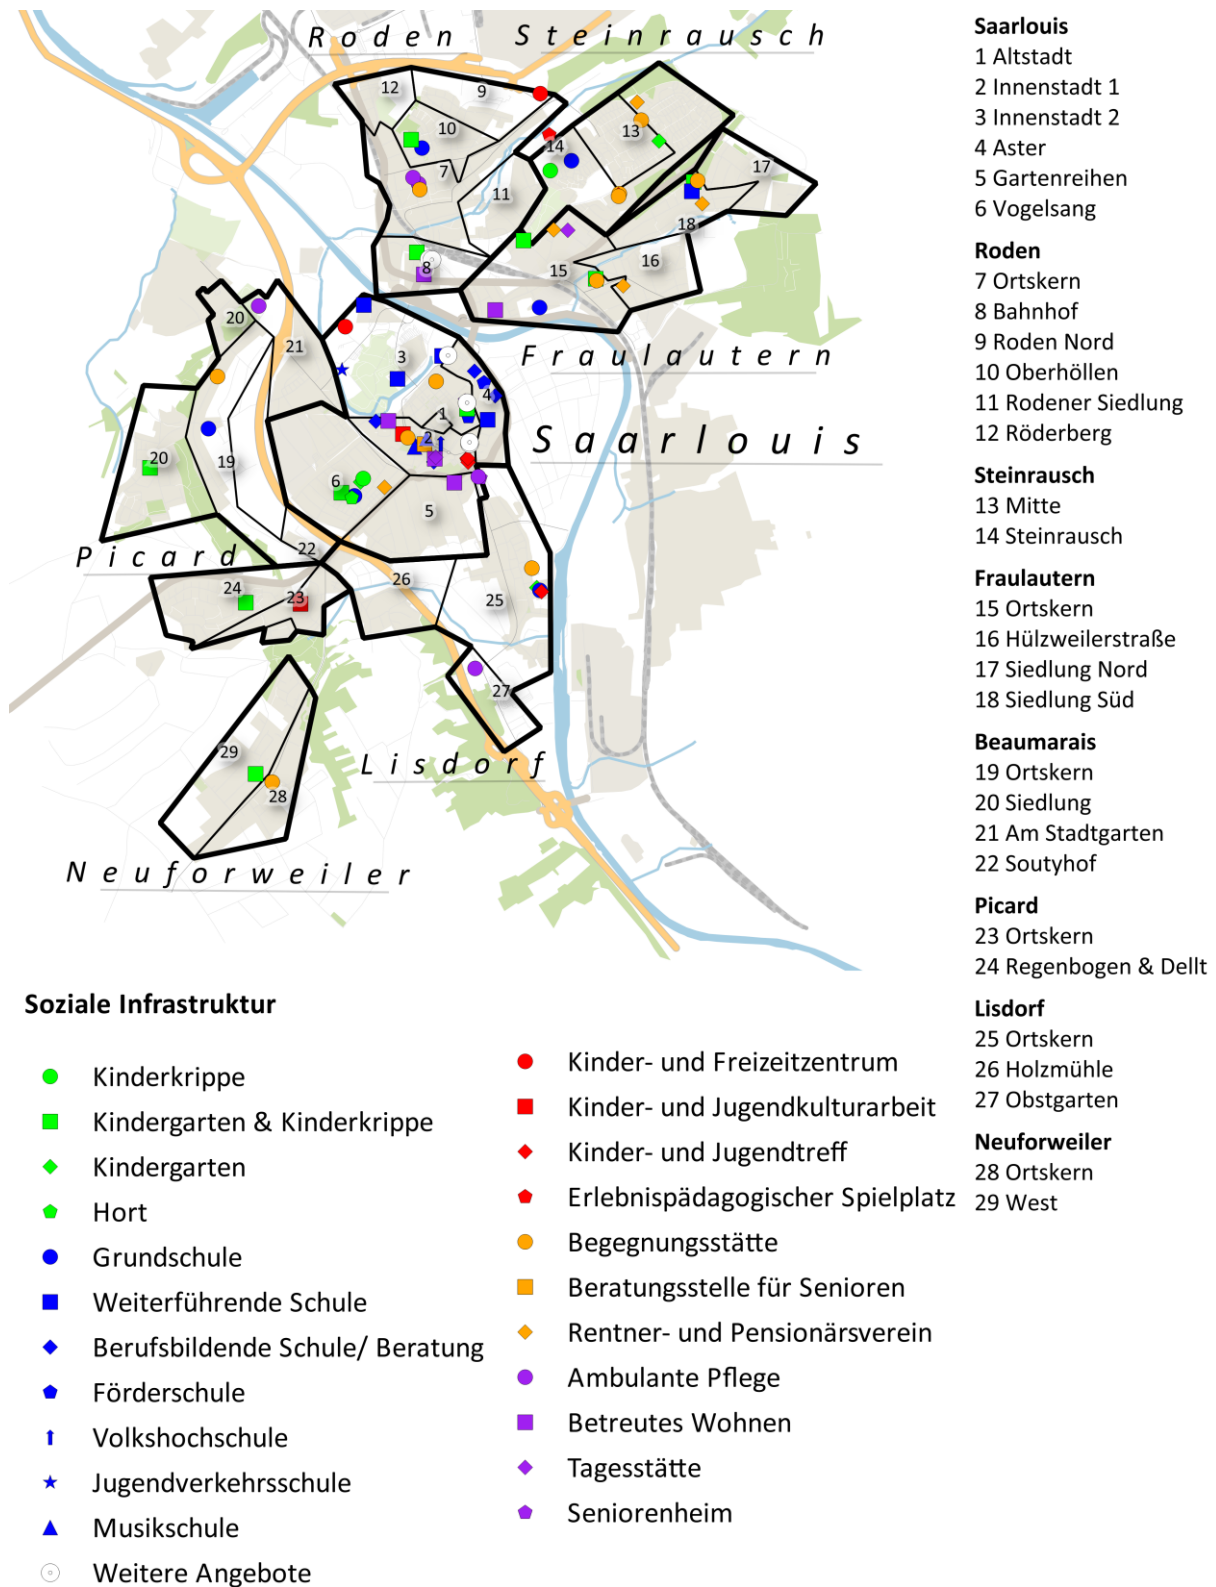 Roden Steinrausch
12
9
10
13
14
7
17
11
18
8
15
16
20
21
3
Fraulautern
4
1
2
Saarlouis
20
19
6
5
22
Picard
26
24
23
25
27
29
Lisdorf
28
Neuforweiler
Saarlouis
1 Altstadt
2 Innenstadt 1
3 Innenstadt 2
4 Aster
5 Gartenreihen
6 Vogelsang
Roden
7 Ortskern
8 Bahnhof
9 Roden Nord
10 Oberhöllen
11 Rodener Siedlung
12 Röderberg
Steinrausch
13 Mitte
14 Steinrausch
Fraulautern
15 Ortskern
16 Hülzweilerstraße
17 Siedlung Nord
18 Siedlung Süd
Beaumarais
19 Ortskern
20 Siedlung
21 Am Stadtgarten
22 Soutyhof
Picard
23 Ortskern
24 Regenbogen & Dellt
Lisdorf
25 Ortskern
26 Holzmühle
27 Obstgarten
Neuforweiler
28 Ortskern
29 West
Soziale Infrastruktur
Kinderkrippe
Kindergarten & Kinderkrippe
Kindergarten
Hort
Grundschule
Weiterführende Schule
Berufsbildende Schule/ Beratung
Förderschule
Volkshochschule
Jugendverkehrsschule
Musikschule
Weitere Angebote
Kinder- und Freizeitzentrum
Kinder- und Jugendkulturarbeit
Kinder- und Jugendtreff
Erlebnispädagogischer Spielplatz
Begegnungsstätte
Beratungsstelle für Senioren
Rentner- und Pensionärsverein
Ambulante Pflege
Betreutes Wohnen
Tagesstätte
Seniorenheim